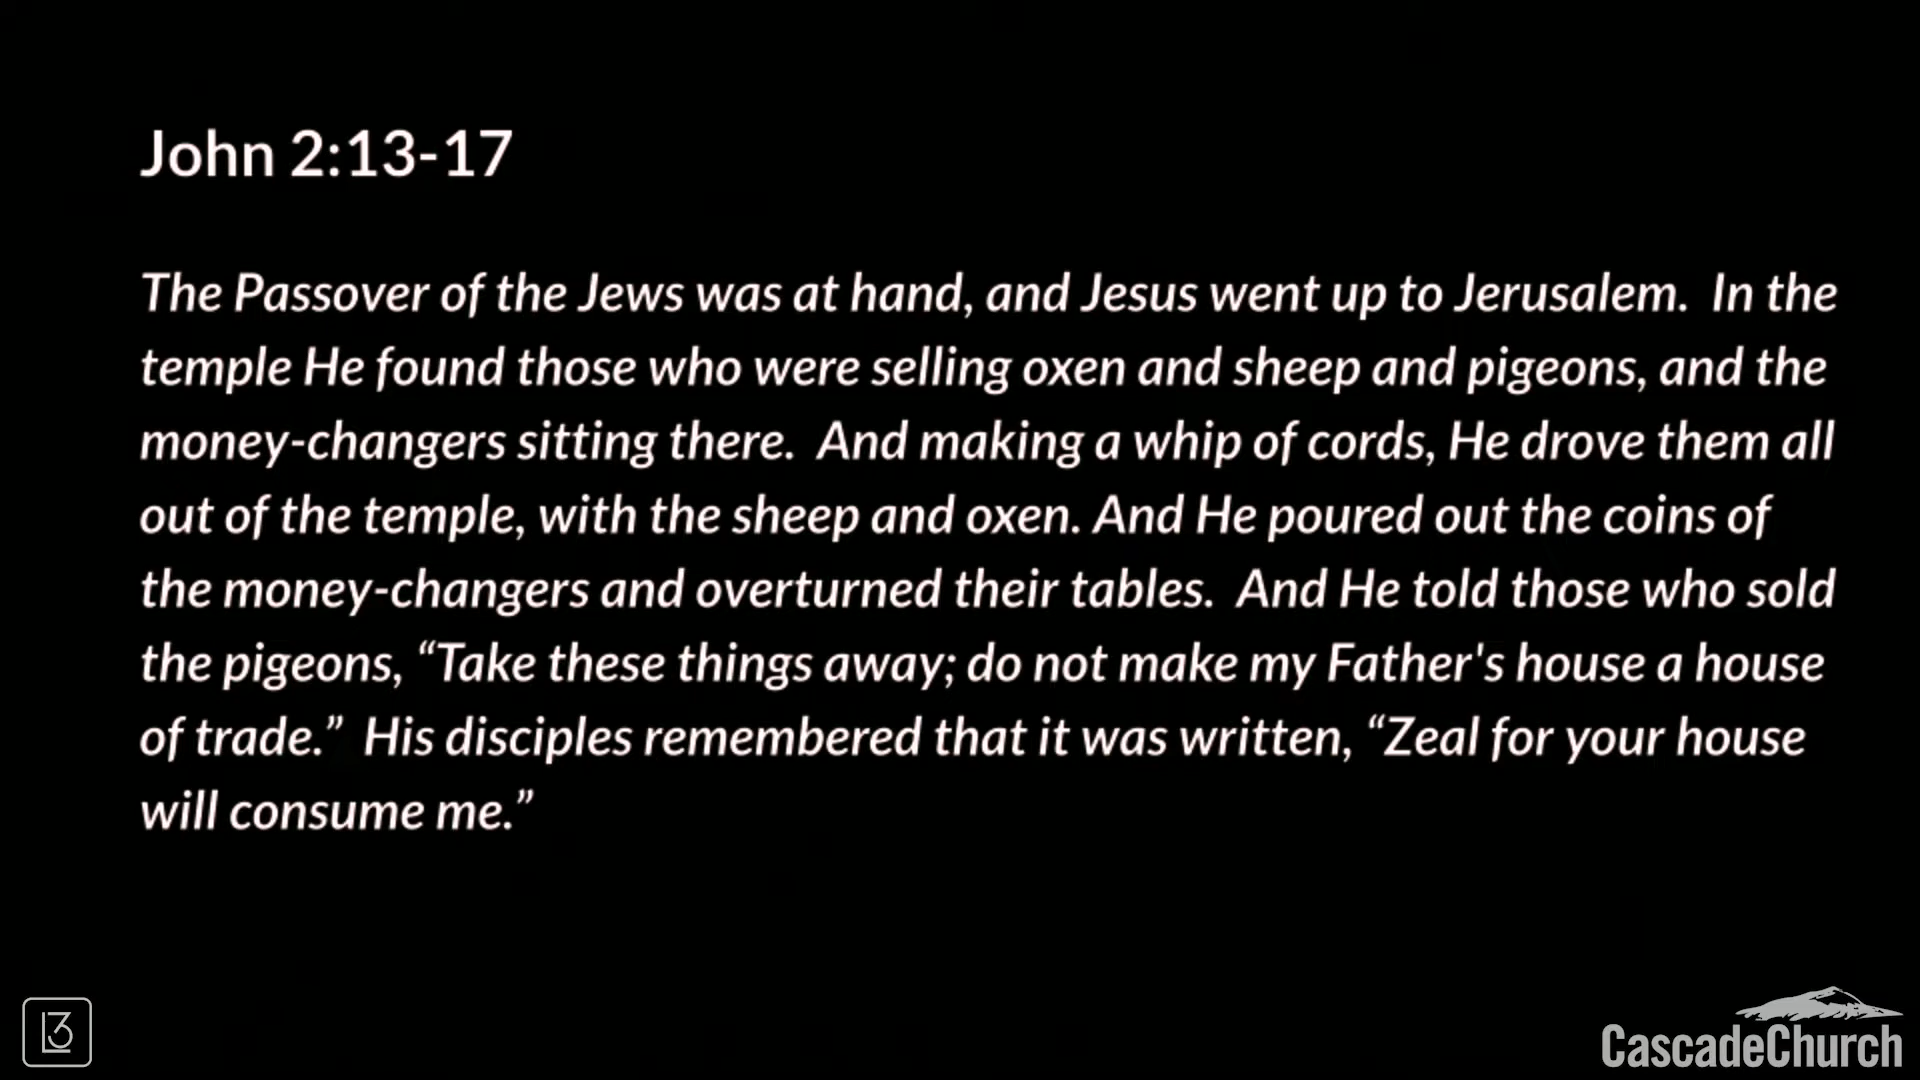 John 2:13-17
The Passover of the Jews was at hand, and Jesus went up to Jerusalem.  In the
temple He found those who were selling oxen and sheep and pigeons, and the
money-changers sitting there.  And making a whip of cords, He drove them all
out of the temple, with the sheep and oxen. And He poured out the coins of
the money-changers and overturned their tables.  And He told those who sold
the pigeons, “Take these things away; do not make my Father's house a house
of trade.”  His disciples remembered that it was written, “Zeal for your house
will consume me.”
L3
CascadeChurch